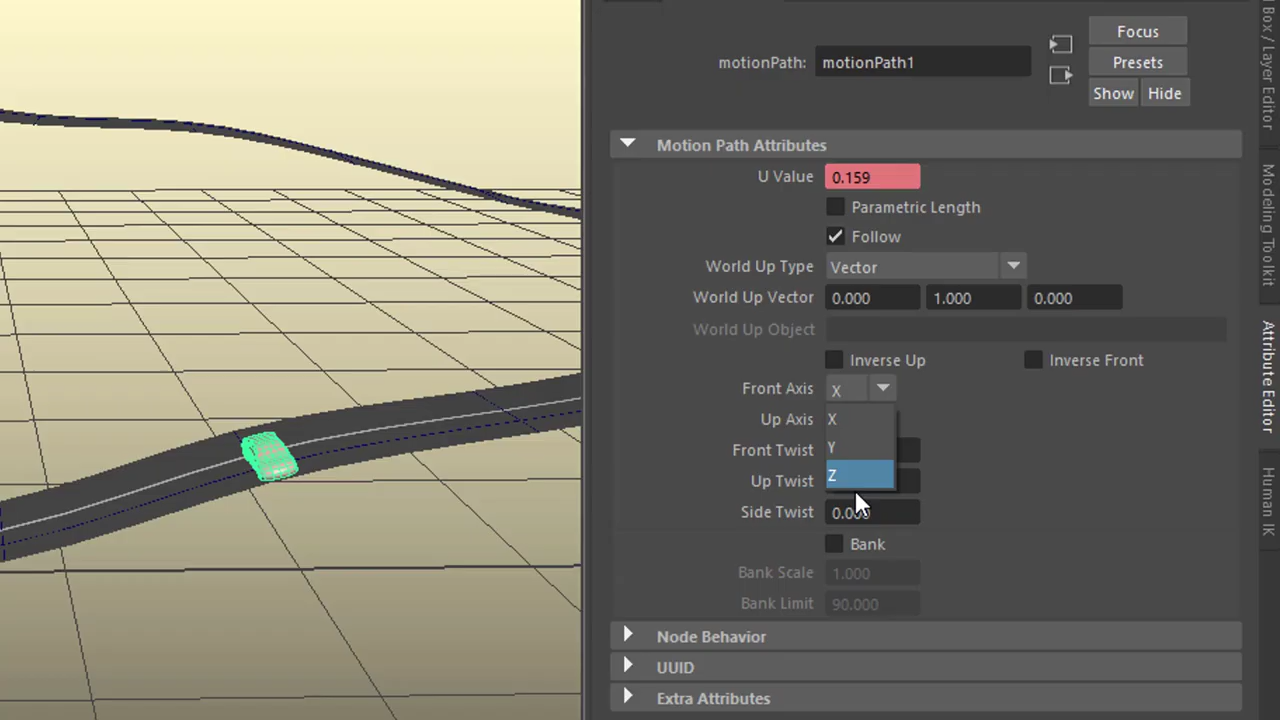 Focus
motionPath: motionPath1
Presets
Show Hide
Motion Path Attributes
U Value 0.159
Parametric Length
Follow
World Up Type Vector
World Up Vector 0.000 1.000 0.000
World Up Object
Inverse Up Inverse Front
Front Axis X
Up Axis X
Front Twist Y
Up Twist Z
Side Twist
Bank
Bank Scale 1.000
Bank Limit 90.000
Node Behavior
UUID
Extra Attributes
Box / Layer Editor
Modeling Toolkit
Attribute Editor
Human IK